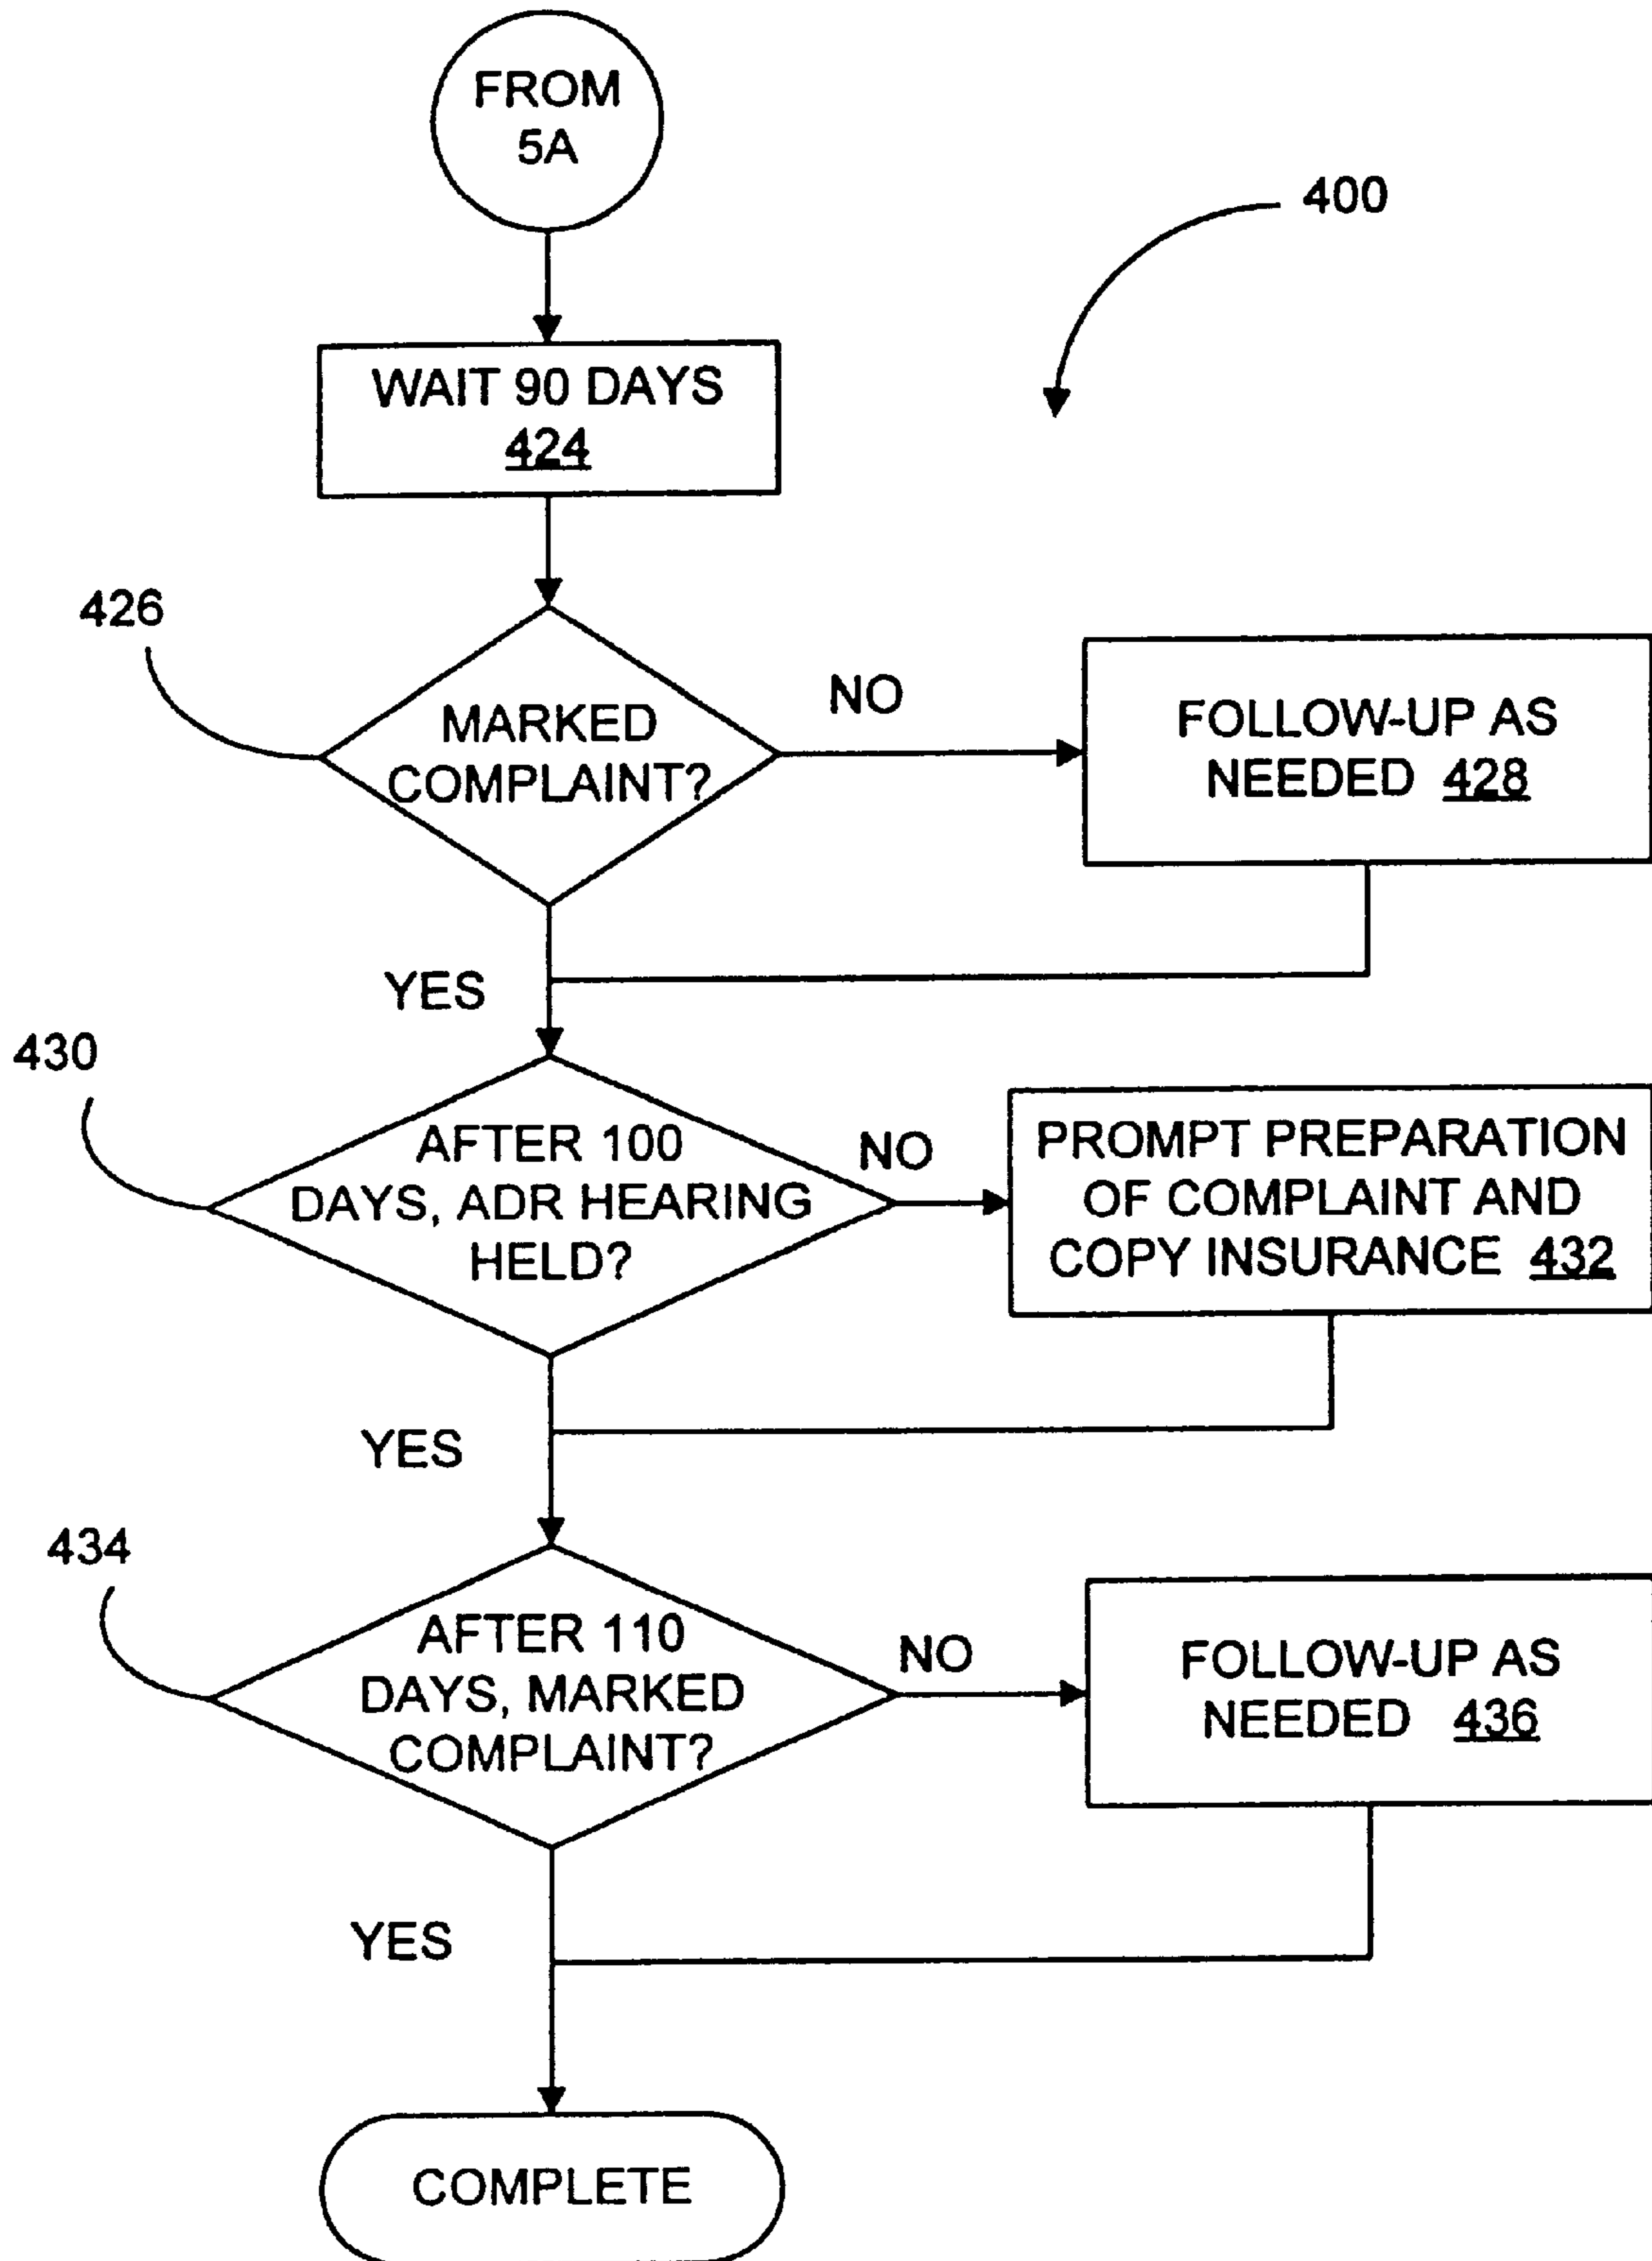 FROM
5A
400
WAIT 90 DAYS
424
426
MARKED
COMPLAINT?
NO
FOLLOW-UP AS
NEEDED 428
YES
430
AFTER 100
DAYS, ADR HEARING
HELD?
NO
PROMPT PREPARATION
OF COMPLAINT AND
COPY INSURANCE 432
YES
434
AFTER 110
DAYS, MARKED
COMPLAINT?
NO
FOLLOW-UP AS
NEEDED 436
YES
COMPLETE